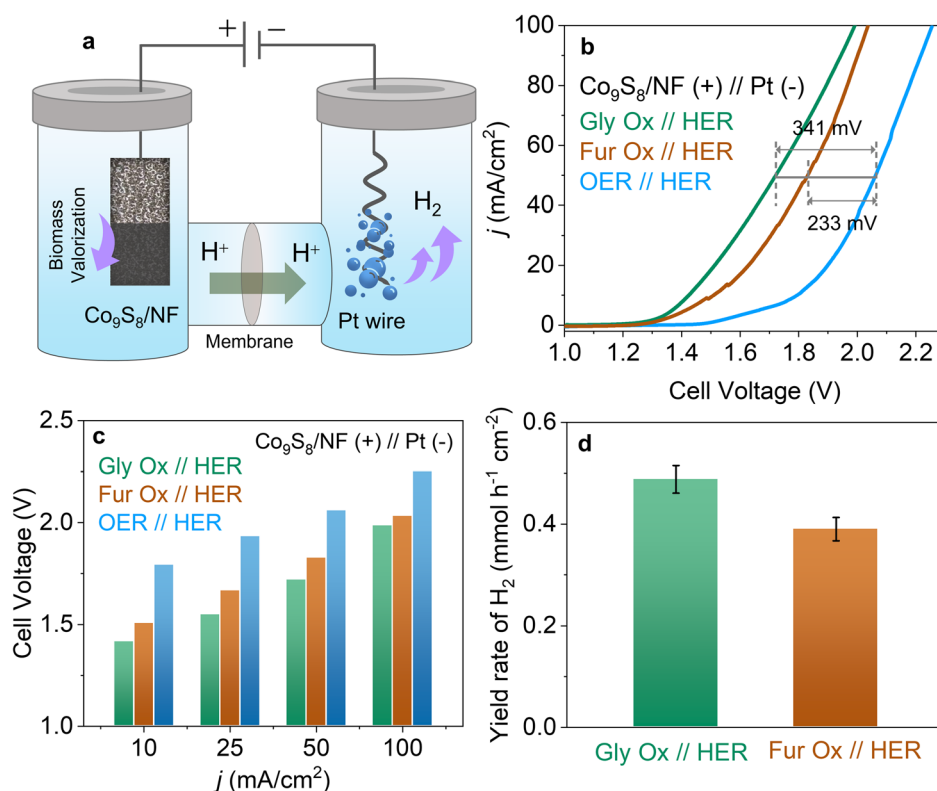 a
+
−
Biomass
Valorization
Co₉S₈/NF
H⁺
H⁺
Membrane
Pt wire
H₂
b
Co₉S₈/NF (+) // Pt (-)
Gly Ox // HER
Fur Ox // HER
OER // HER
341 mV
233 mV
j (mA/cm²)
100
80
60
40
20
0
1.0
1.2
1.4
1.6
1.8
2.0
2.2
Cell Voltage (V)
c
Co₉S₈/NF (+) // Pt (-)
Gly Ox // HER
Fur Ox // HER
OER // HER
Cell Voltage (V)
2.5
2.0
1.5
1.0
10
25
50
100
j (mA/cm²)
d
Yield rate of H₂ (mmol h⁻¹ cm⁻²)
0.6
0.4
0.2
0.0
Gly Ox // HER
Fur Ox // HER